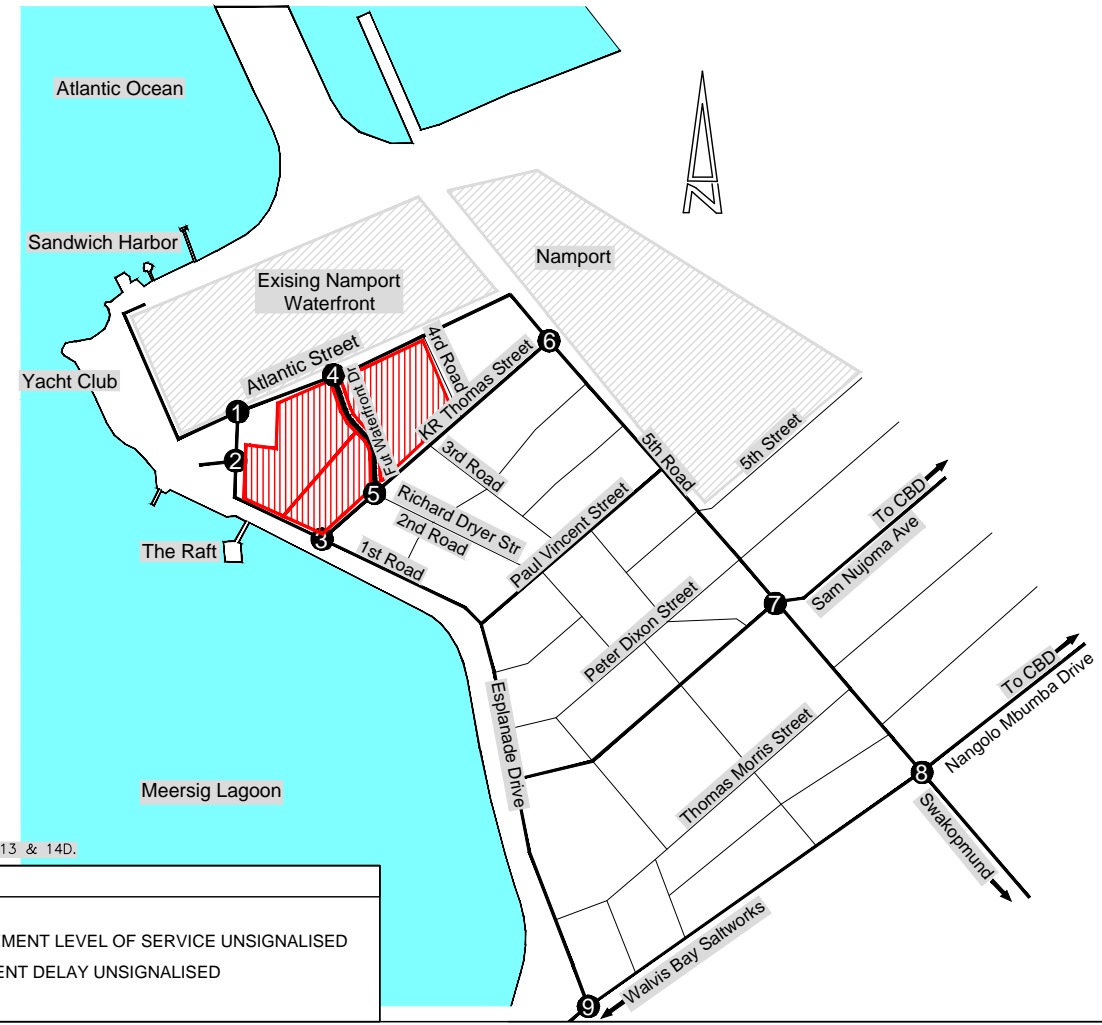 Atlantic Ocean
N
Sandwich Harbor
Namport
Exising Namport
Waterfront
4rd Road
6
Atlantic Street
KR Thomas Street
Yacht Club
4
Fut Waterfront Dr
1
2
3rd Road
5th Road
5th Street
5
Richard Dryer Str
2nd Road
To CBD
3
1st Road
Paul Vincent Street
The Raft
Sam Nujoma Ave
7
Peter Dixon Street
To CBD
Nangolo Mbumba Drive
Esplanade Drive
Thomas Morris Street
8
Meersig Lagoon
Swakopmund
13 & 14D.
EMENT LEVEL OF SERVICE UNSIGNALISED
ENT DELAY UNSIGNALISED
Walvis Bay Saltworks
9